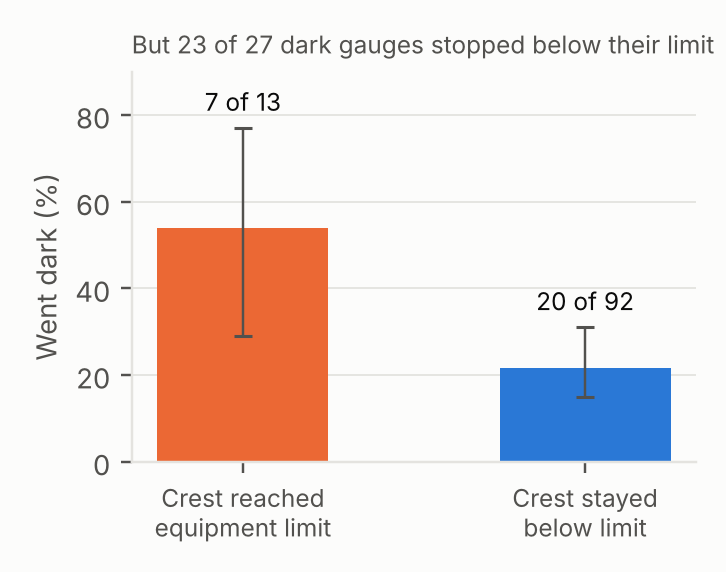 But 23 of 27 dark gauges stopped below their limit
7 of 13
20 of 92
Went dark (%)
80
60
40
20
0
Crest reached
equipment limit
Crest stayed
below limit